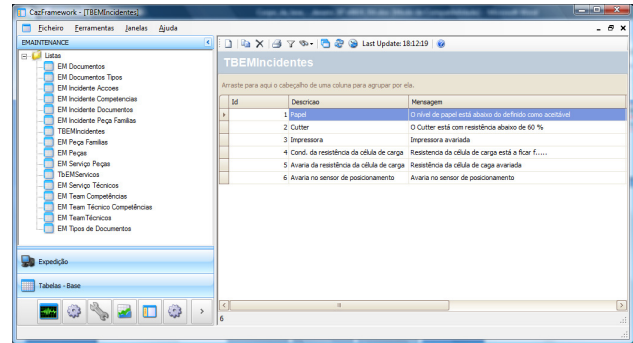 CazFramework - [TBEMIncidentes]
Ficheiro Ferramentas Janelas Ajuda
EMAINTENANCE
Listas
EM Documentos
EM Documentos Tipos
EM Incidente Accoes
EM Incidente Competencias
EM Incidente Documentos
EM Incidente Peça Familias
TBEMIncidentes
EM Peça Familias
EM Peças
EM Serviço Peças
TbEMServicos
EM Serviço Técnicos
EM Team Competências
EM Team Técnico Competências
EM TeamTécnicos
EM Tipos de Documentos
Expedição
Tabelas - Base
Last Update: 18:12:19
TBEMIncidentes
Arraste para aqui o cabeçalho de uma coluna para agrupar por ela.
Id Descricao Mensagem
1 Papel O nível de papel está abaixo do definido como aceitável
2 Cutter O Cutter está com resistência abaixo de 60 %
3 Impressora Impressora avariada
4 Cond. da resistência da célula de carga Resistencia da célula de carga está a ficar f.....
5 Avaria da resistência da célula de carga Resistência da célula de caga avariada
6 Avaria no sensor de posicionamento Avaria no sensor de posicionamento
6